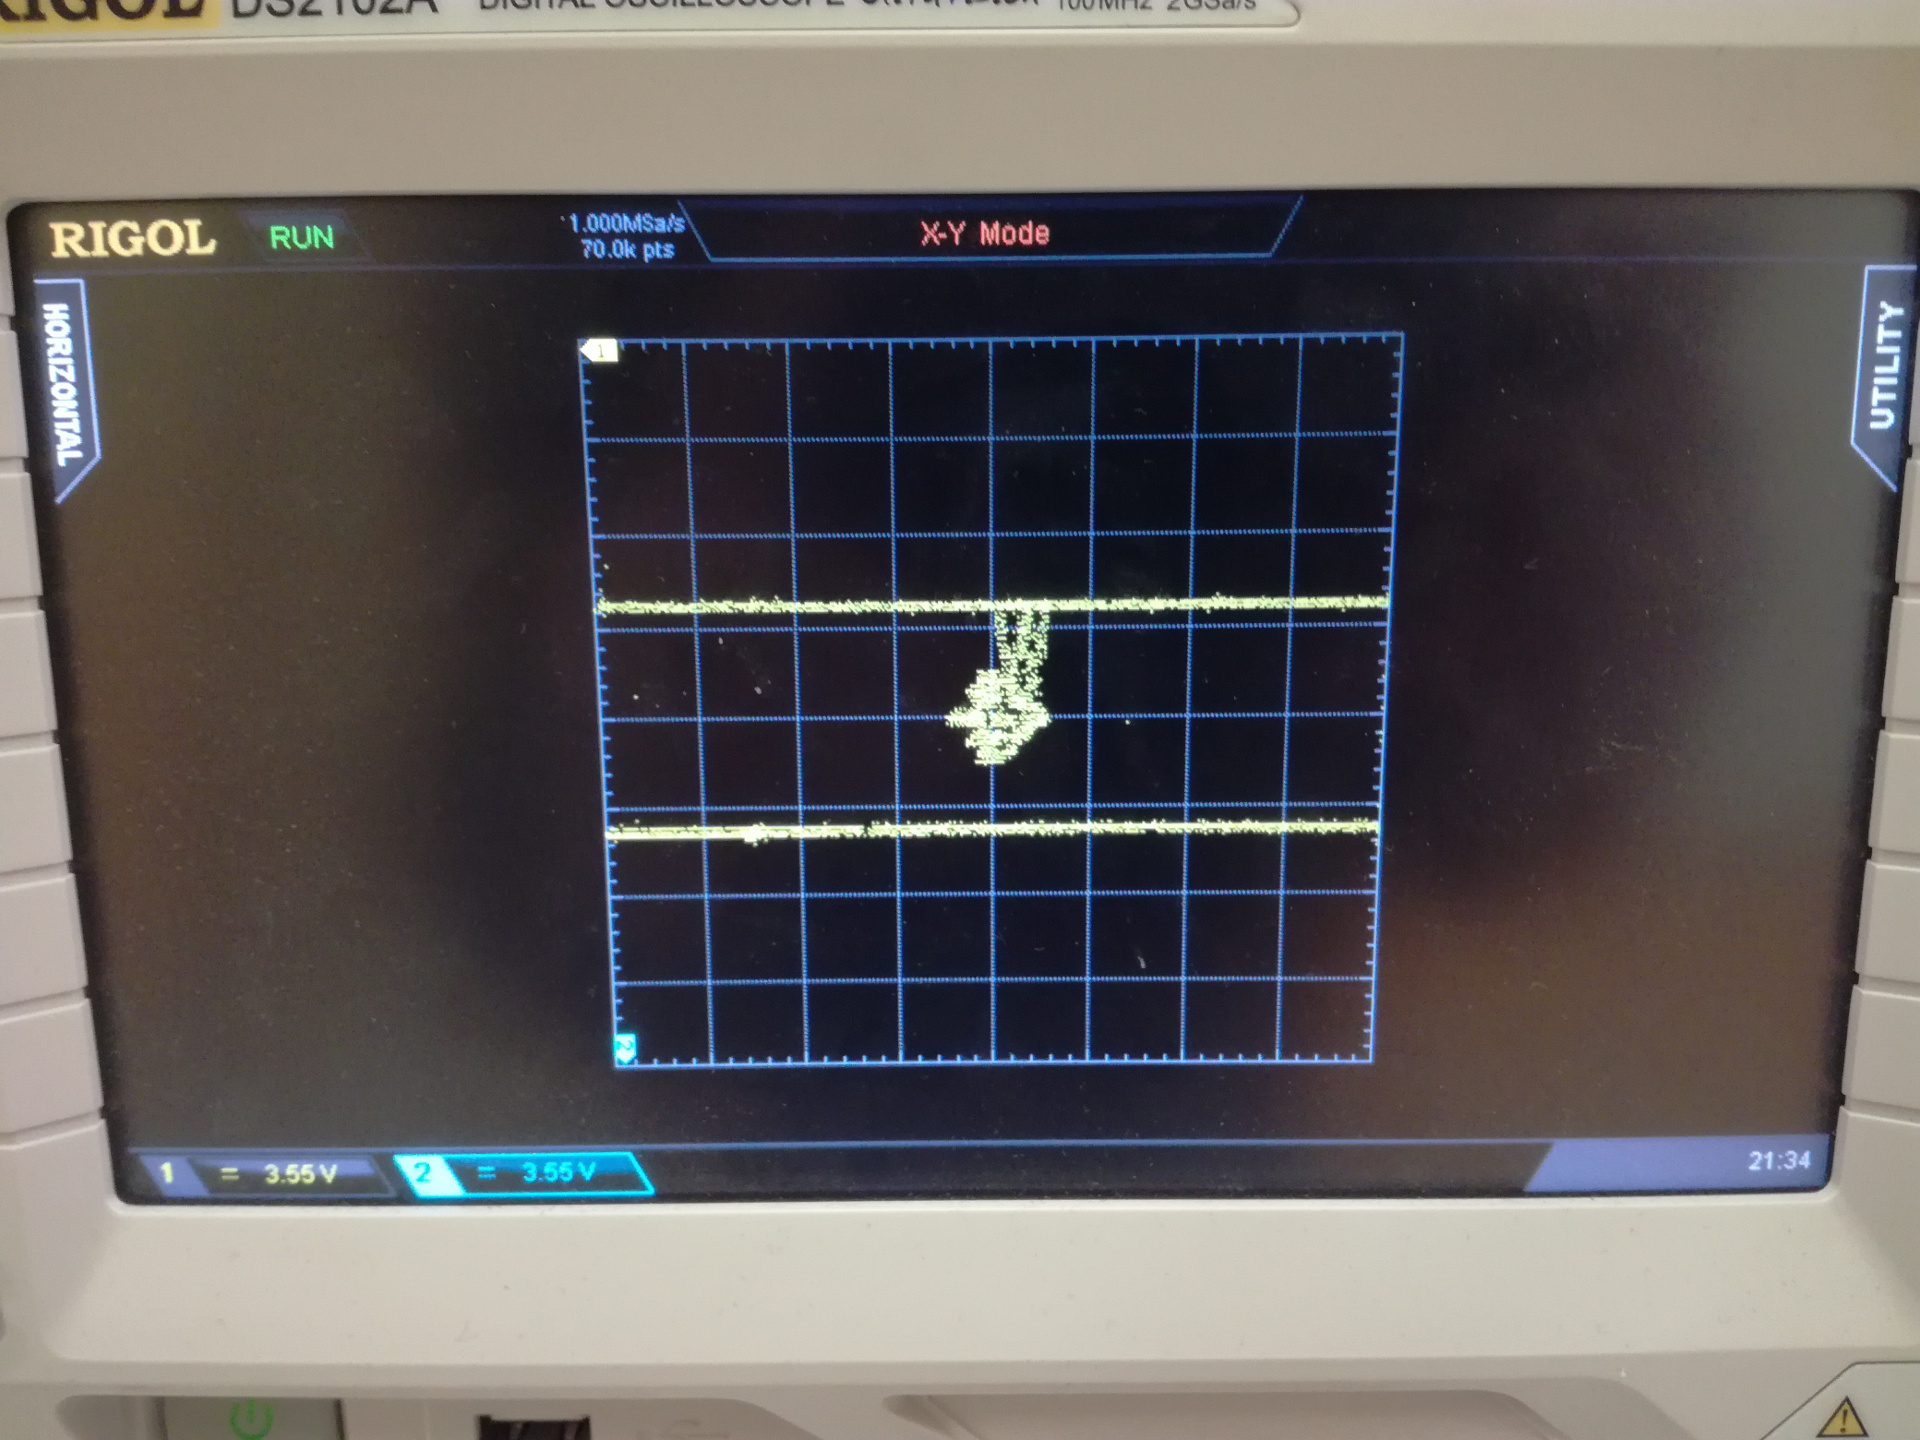 RIGOL DS2102A DIGITAL OSCILLOSCOPE 100MHz 2GSa/s
RIGOL RUN 1.000MSa/s
70.0k pts X-Y Mode
HORIZONTAL
UTILITY
1
2
1 = 3.55 V 2 = 3.55 V 21:34